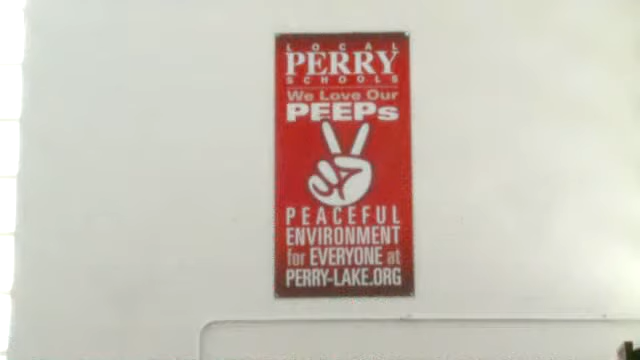 LOCAL
PERRY
SCHOOLS
We Love Our
PEEPs
PEACEFUL
ENVIRONMENT
for EVERYONE at
PERRY-LAKE.ORG